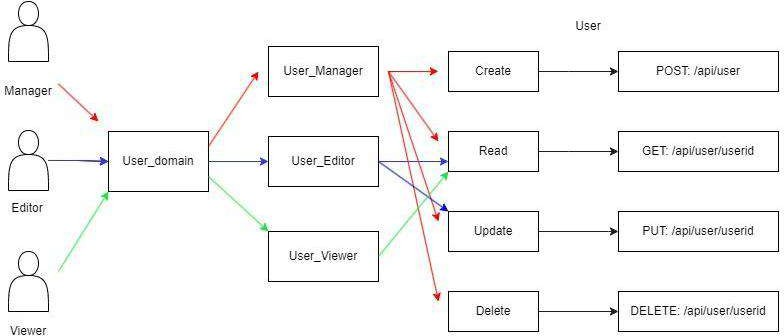 User
Manager
User_Manager
Create
POST: /api/user
Editor
User_domain
User_Editor
Read
GET: /api/user/userid
User_Viewer
Update
PUT: /api/user/userid
Viewer
Delete
DELETE: /api/user/userid